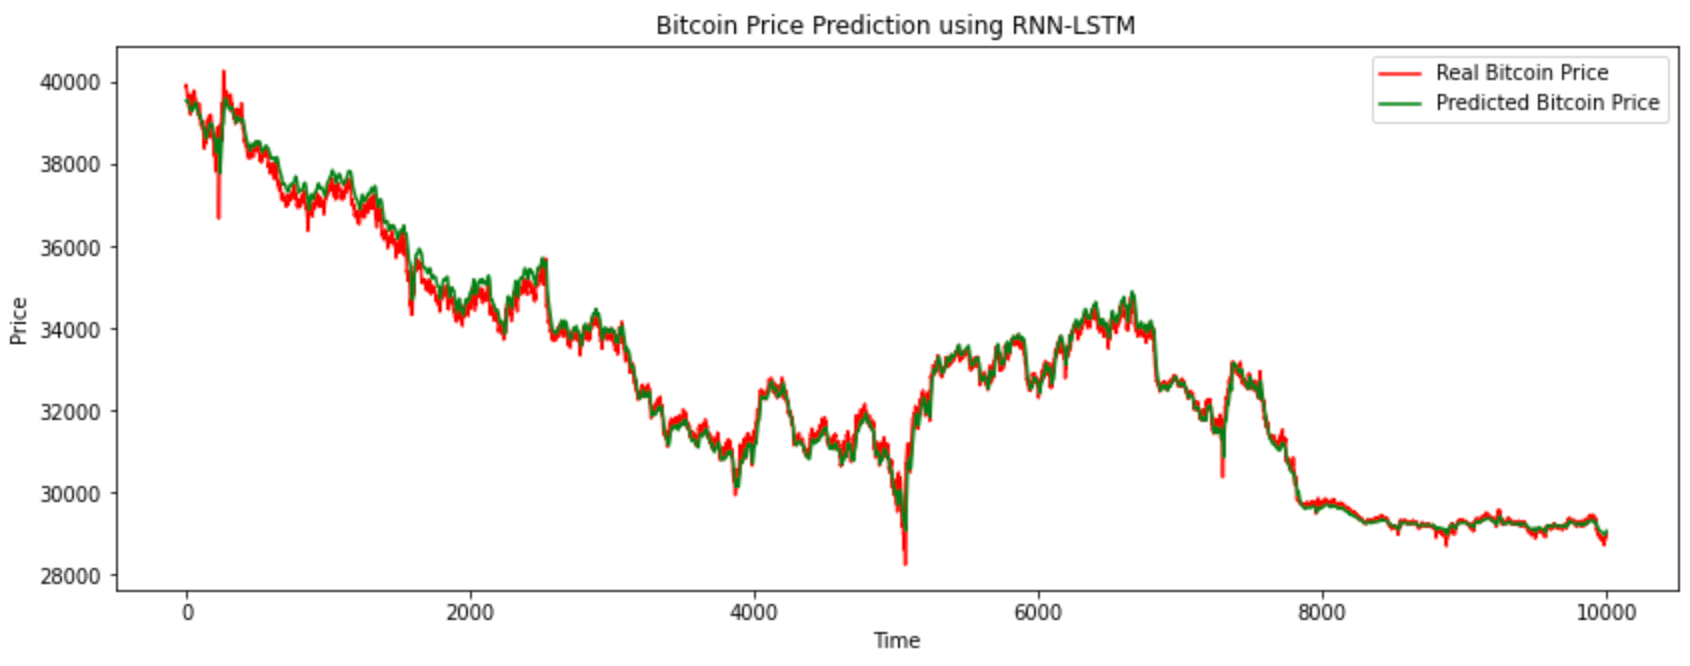 Bitcoin Price Prediction using RNN-LSTM
Real Bitcoin Price
Predicted Bitcoin Price
40000
38000
36000
34000
32000
30000
28000
Price
0 2000 4000 6000 8000 10000
Time